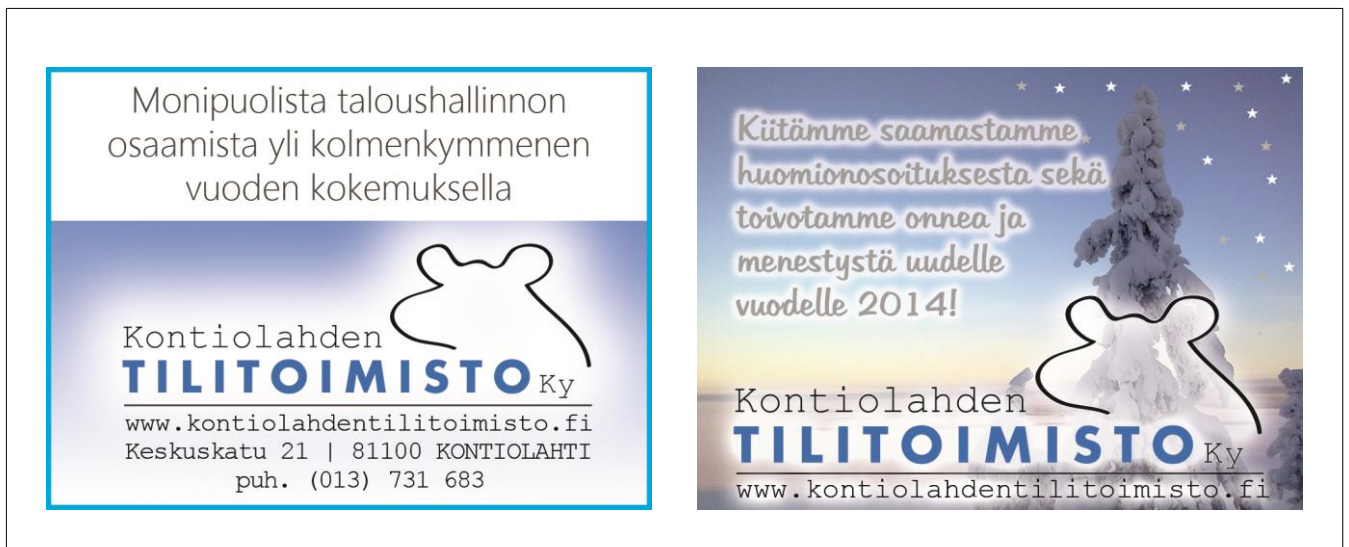 Monipuolista taloushallinnon
osaamista yli kolmenkymmenen
vuoden kokemuksella
Kontiolahden
TILITOIMISTO Ky
www.kontiolahdentilitoimisto.fi
Keskuskatu 21 | 81100 KONTIOLAHTI
puh. (013) 731 683
Kiitämme saamastamme
huomionosoituksesta sekä
toivotamme onnea ja
menestystä uudelle
vuodelle 2014!
Kontiolahden
TILITOIMISTO Ky
www.kontiolahdentilitoimisto.fi